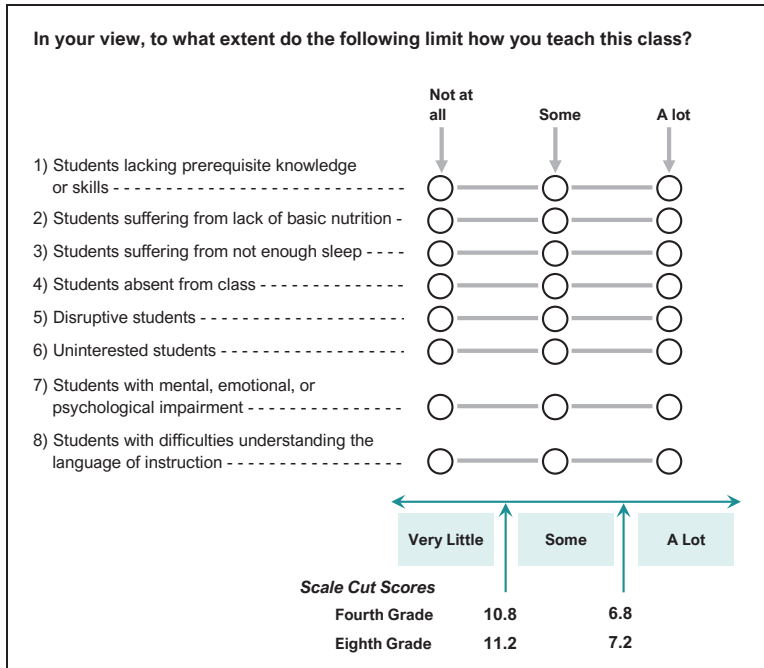 In your view, to what extent do the following limit how you teach this class?
Not at
all
Some
A lot
1) Students lacking prerequisite knowledge
or skills
2) Students suffering from lack of basic nutrition
3) Students suffering from not enough sleep
4) Students absent from class
5) Disruptive students
6) Uninterested students
7) Students with mental, emotional, or
psychological impairment
8) Students with difficulties understanding the
language of instruction
Very Little
Some
A Lot
Scale Cut Scores
Fourth Grade 10.8 6.8
Eighth Grade 11.2 7.2